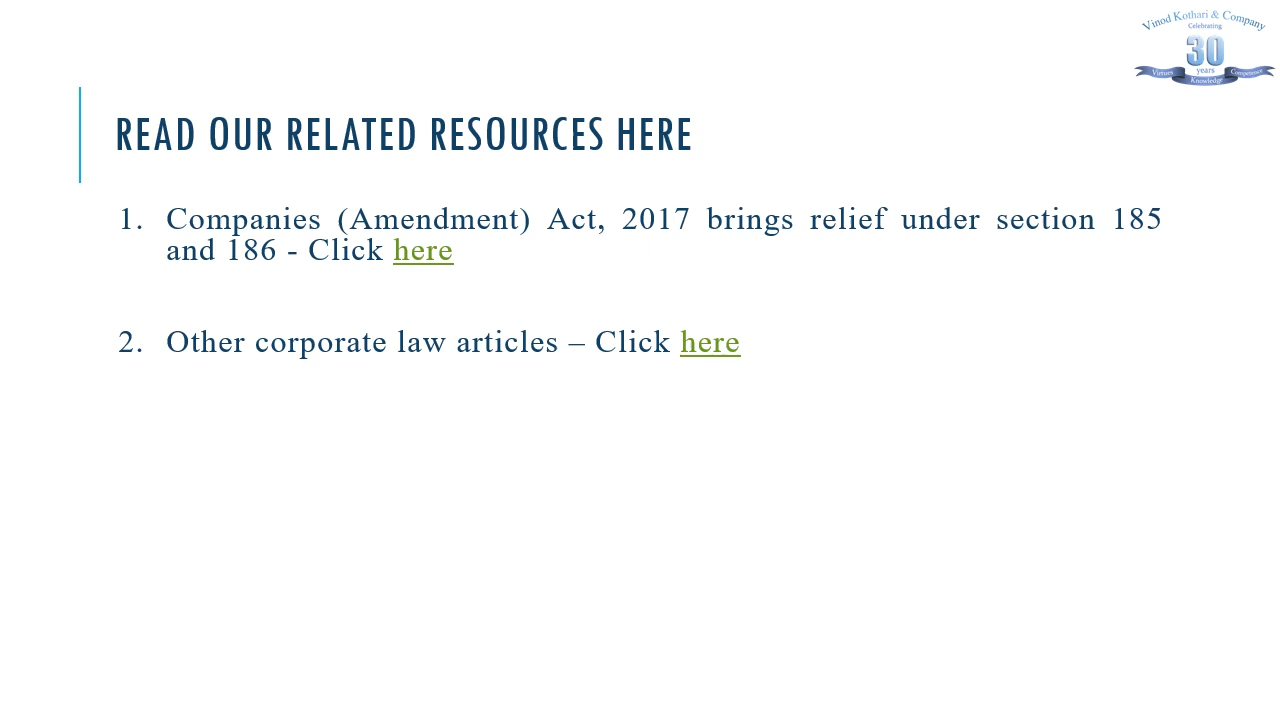 Vinod Kothari & Company
Celebrating
30
years
Virtues
Knowledge
Competence
READ OUR RELATED RESOURCES HERE
1. Companies (Amendment) Act, 2017 brings relief under section 185
and 186 - Click here
2. Other corporate law articles – Click here